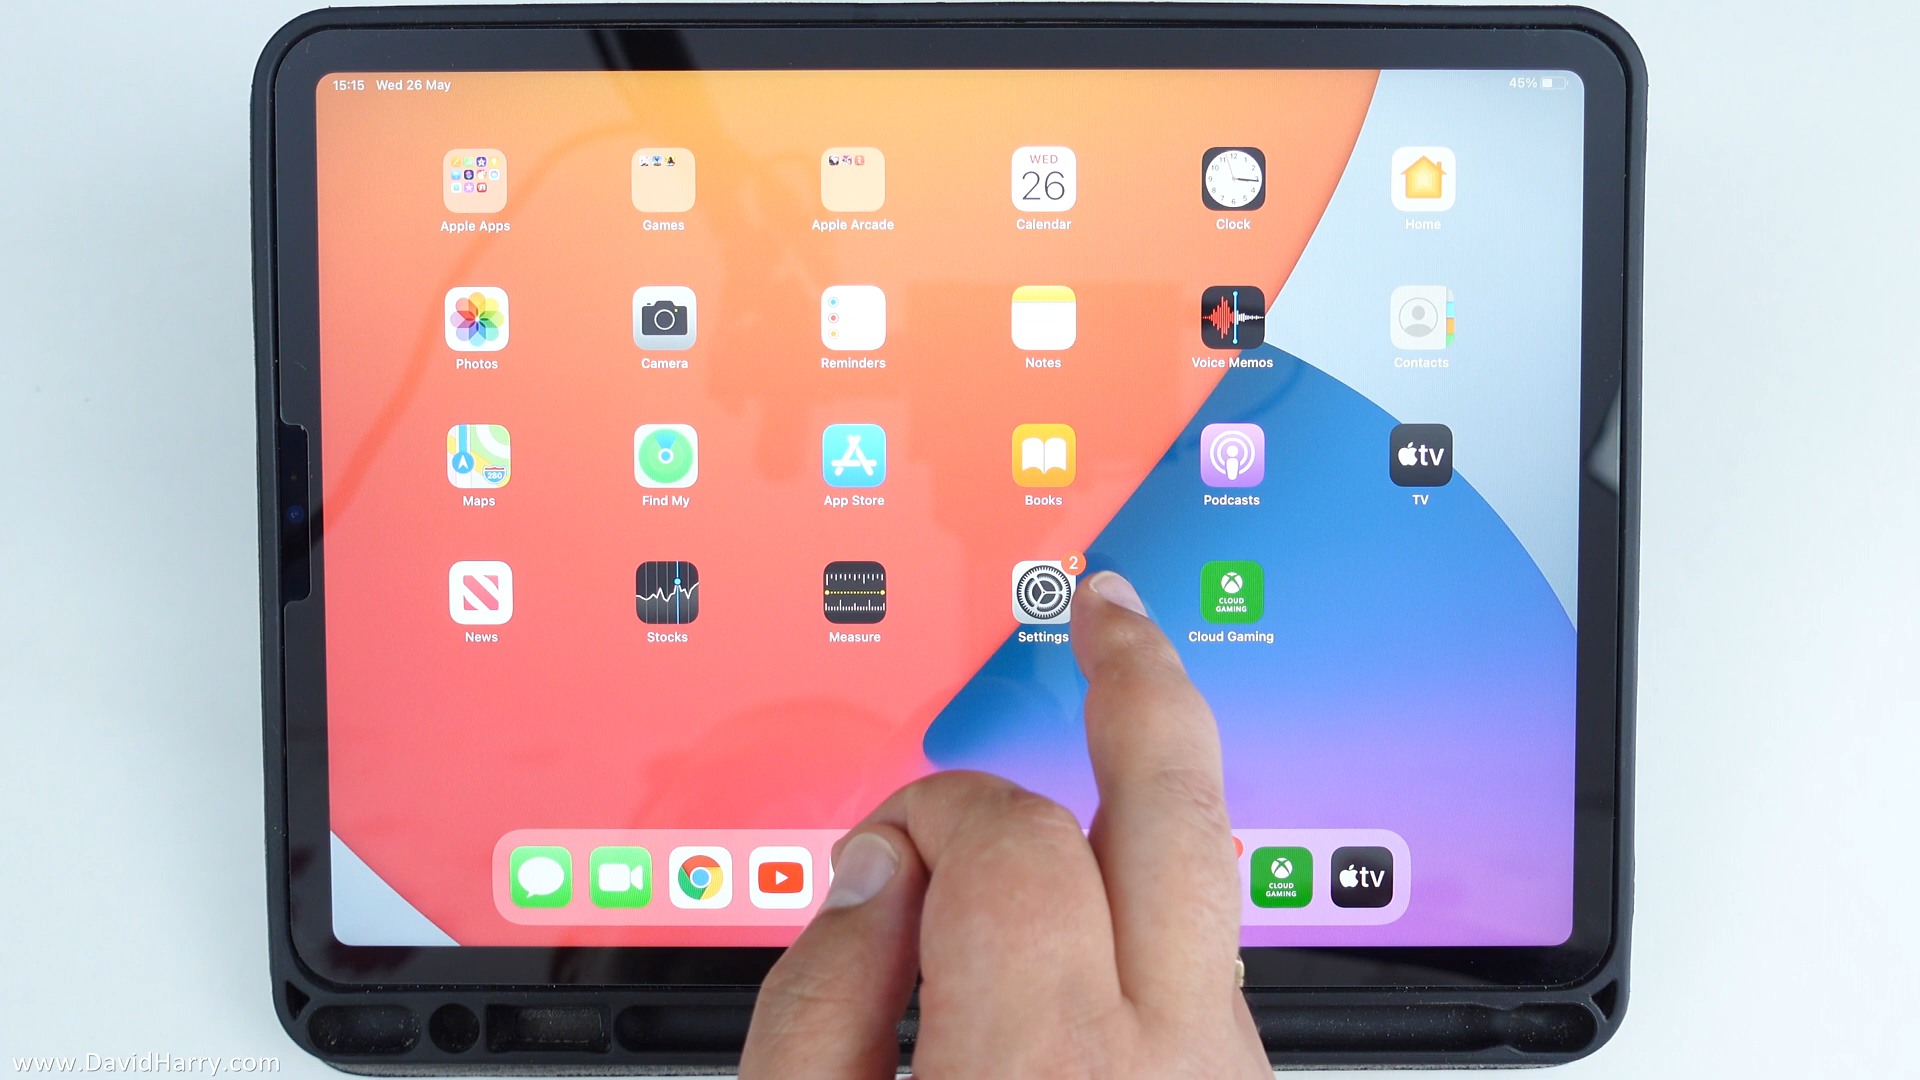 15:15 Wed 26 May
45%
WED
26
12
Apple Apps
Games
Apple Arcade
Calendar
Clock
Home
Photos
Camera
Reminders
Notes
Voice Memos
Contacts
280
tv
Maps
Find My
App Store
Books
Podcasts
TV
2
CLOUD
GAMING
News
Stocks
Measure
Settings
Cloud Gaming
CLOUD
GAMING
tv
www.DavidHarry.com